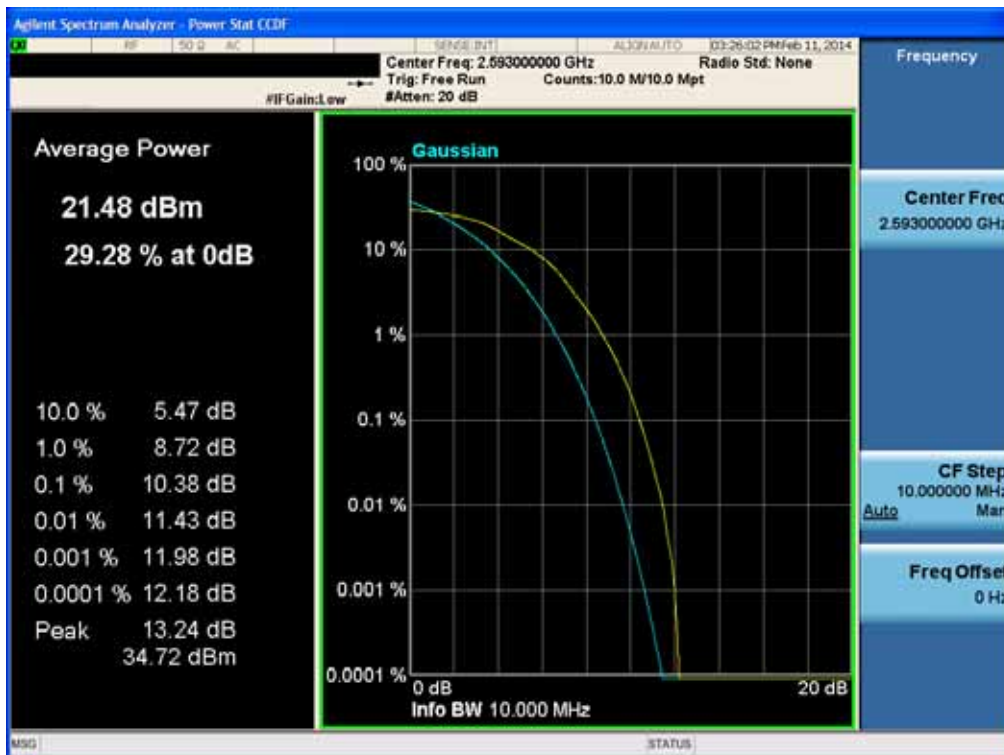 Agilent Spectrum Analyzer - Power Stat CCDF
RF 50 Ω AC SENSE:INT ALIGN AUTO 03:26:02 PM Feb 11, 2014
Center Freq: 2.593000000 GHz Radio Std: None
Trig: Free Run Counts:10.0 M/10.0 Mpt
#IFGain:Low #Atten: 20 dB
Average Power
21.48 dBm
29.28 % at 0dB
10.0 % 5.47 dB
1.0 % 8.72 dB
0.1 % 10.38 dB
0.01 % 11.43 dB
0.001 % 11.98 dB
0.0001 % 12.18 dB
Peak 13.24 dB
34.72 dBm
Gaussian
100 %
10 %
1 %
0.1 %
0.01 %
0.001 %
0.0001 %
0 dB 20 dB
Info BW 10.000 MHz
Frequency
Center Freq
2.593000000 GHz
CF Step
10.000000 MHz
Auto Man
Freq Offset
0 Hz
MSG STATUS